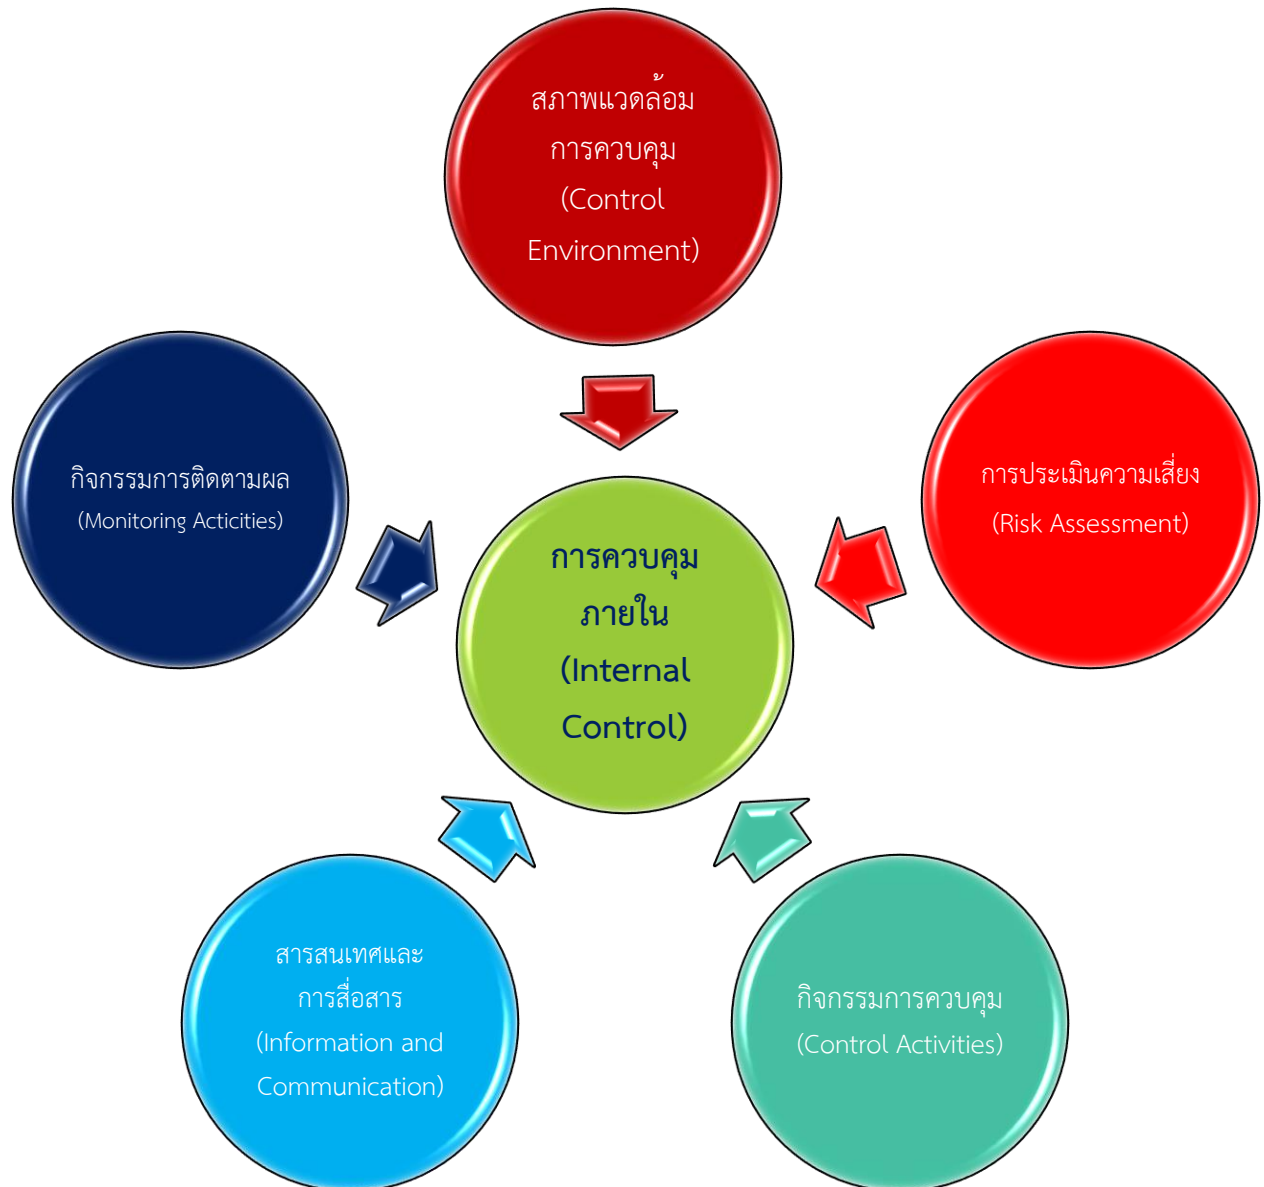 สภาพแวดล้อม
การควบคุม
(Control
Environment)
กิจกรรมการติดตามผล
(Monitoring Acticities)
การประเมินความเสี่ยง
(Risk Assessment)
การควบคุม
ภายใน
(Internal
Control)
สารสนเทศและ
การสื่อสาร
(Information and
Communication)
กิจกรรมการควบคุม
(Control Activities)